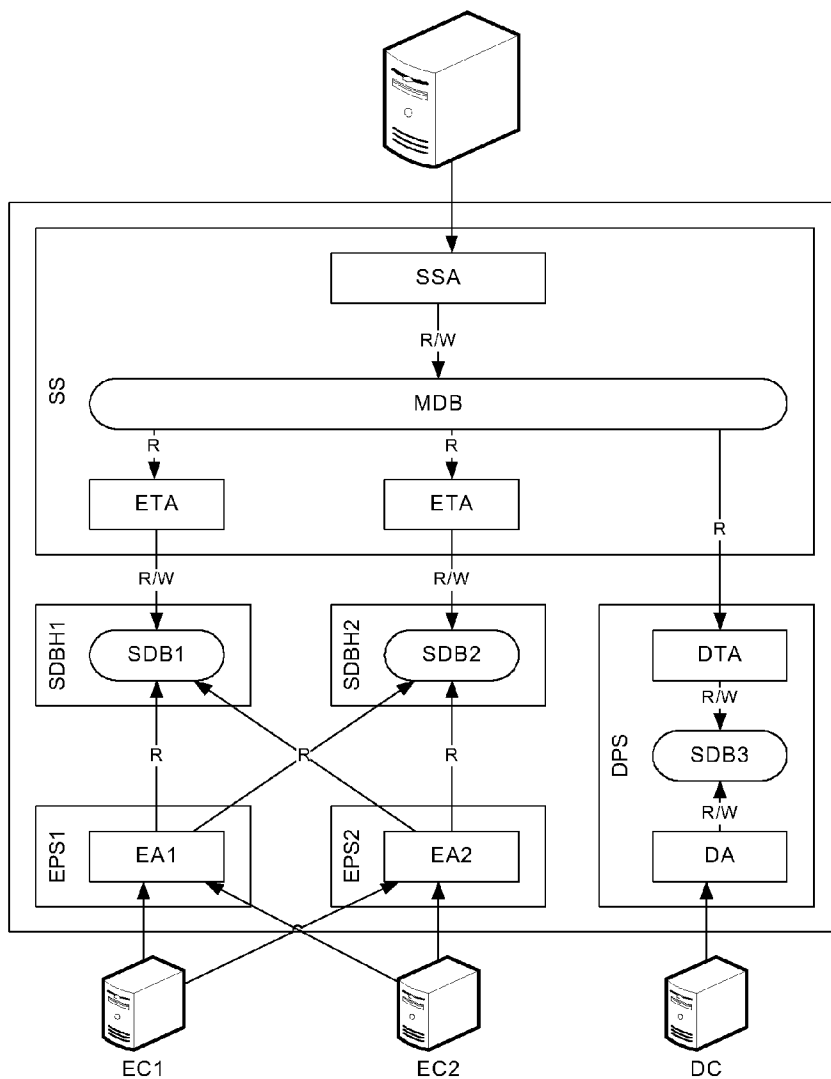 SSA
R/W
SS
MDB
R
R
ETA
ETA
R
R/W
R/W
SDBH1
SDB1
SDBH2
SDB2
DTA
R/W
DPS
SDB3
R
R
R
R/W
EPS1
EA1
EPS2
EA2
DA
EC1
EC2
DC